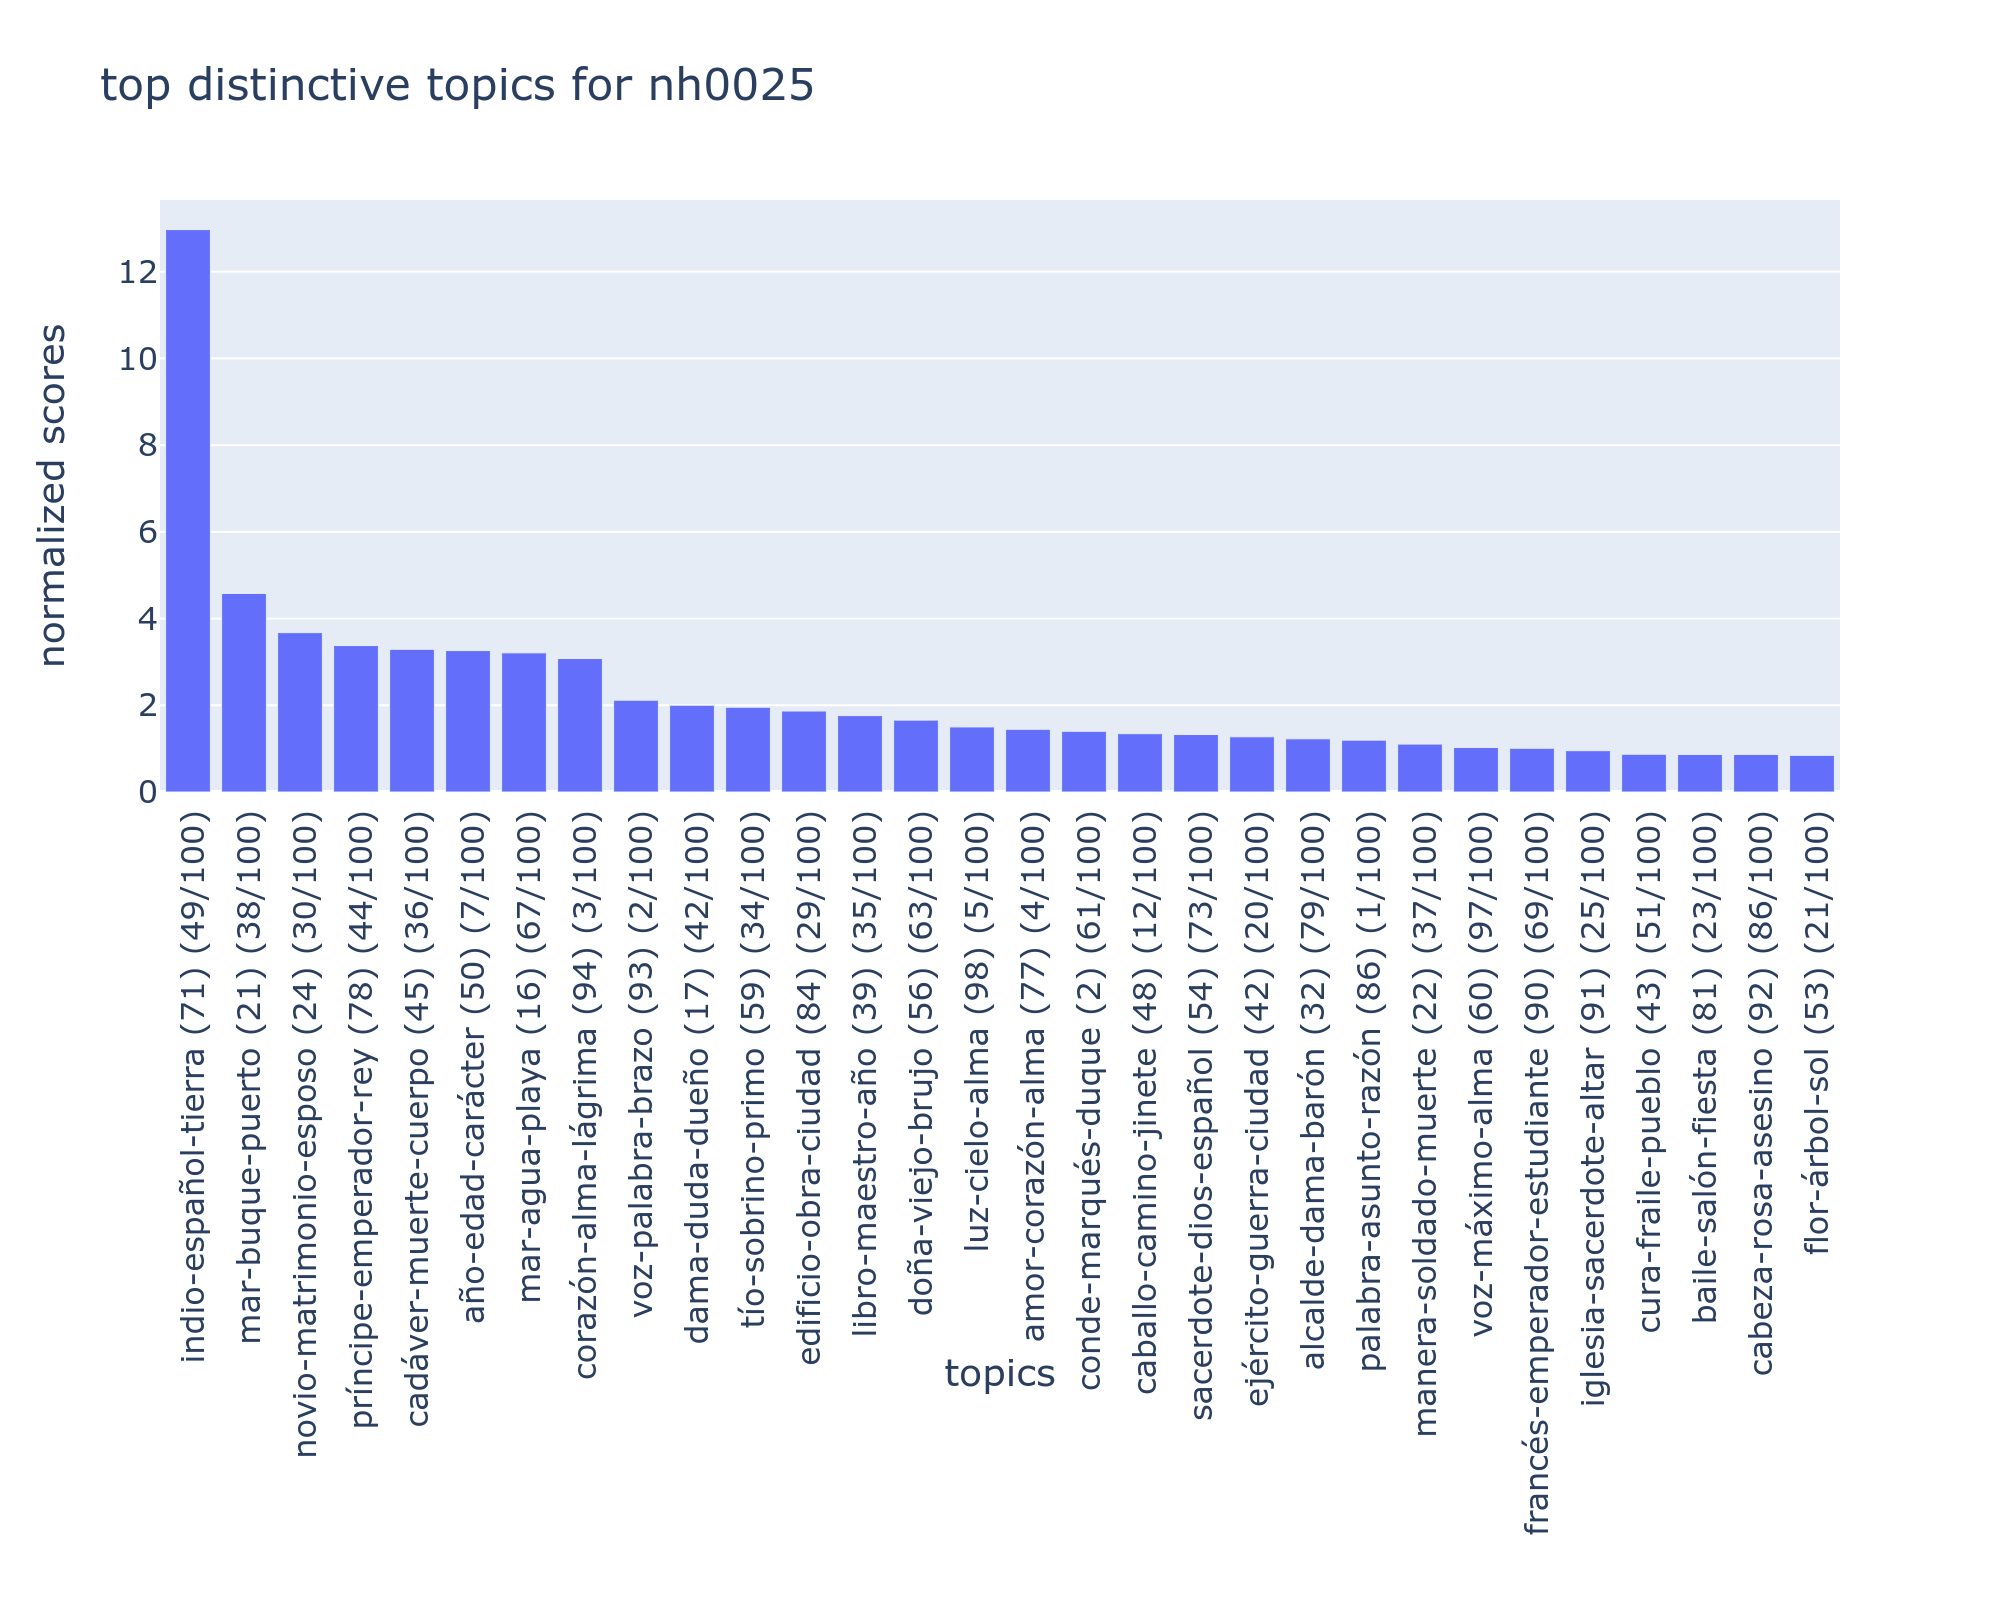 top distinctive topics for nh0025
normalized scores
12
10
8
6
4
2
0
indio-español-tierra (71) (49/100)
mar-buque-puerto (21) (38/100)
novio-matrimonio-esposo (24) (30/100)
príncipe-emperador-rey (78) (44/100)
cadáver-muerte-cuerpo (45) (36/100)
año-edad-carácter (50) (7/100)
mar-agua-playa (16) (67/100)
corazón-alma-lágrima (94) (3/100)
voz-palabra-brazo (93) (2/100)
dama-duda-dueño (17) (42/100)
tío-sobrino-primo (59) (34/100)
edificio-obra-ciudad (84) (29/100)
libro-maestro-año (39) (35/100)
doña-viejo-brujo (56) (63/100)
luz-cielo-alma (98) (5/100)
amor-corazón-alma (77) (4/100)
conde-marqués-duque (2) (61/100)
caballo-camino-jinete (48) (12/100)
sacerdote-dios-español (54) (73/100)
ejército-guerra-ciudad (42) (20/100)
alcalde-dama-barón (32) (79/100)
palabra-asunto-razón (86) (1/100)
manera-soldado-muerte (22) (37/100)
voz-máximo-alma (60) (97/100)
francés-emperador-estudiante (90) (69/100)
iglesia-sacerdote-altar (91) (25/100)
cura-fraile-pueblo (43) (51/100)
baile-salón-fiesta (81) (23/100)
cabeza-rosa-asesino (92) (86/100)
flor-árbol-sol (53) (21/100)
topics